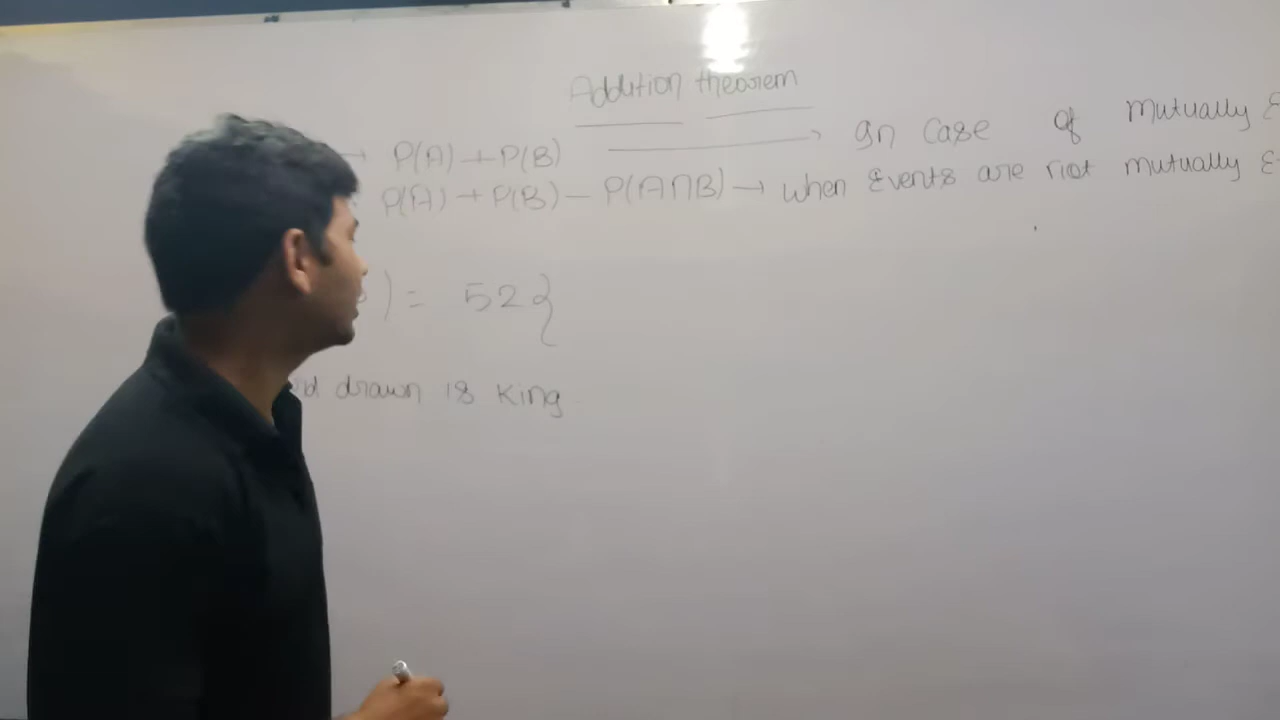 Addition theorem
→ P(A) + P(B) → In case of mutually
P(A) + P(B) - P(A∩B) → when Events are not mutually
) = 52}
drawn is king